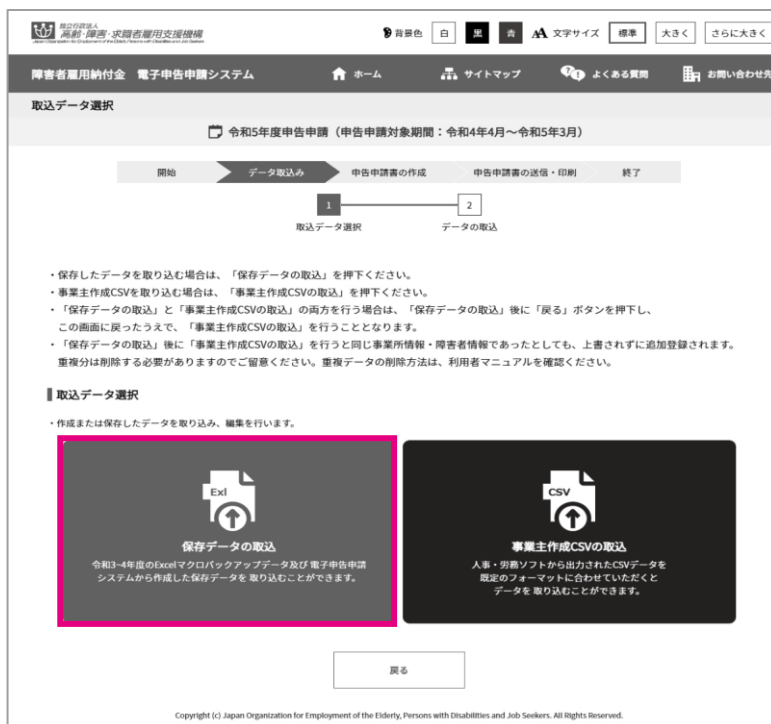 独立行政法人
高齢・障害・求職者雇用支援機構
Japan Organization for Employment of the Elderly, Persons with Disabilities and Job Seekers
背景色 白 黒 青 AA 文字サイズ 標準 大きく さらに大きく
障害者雇用納付金 電子申告申請システム ホーム サイトマップ よくある質問 お問い合わせ先
取込データ選択
令和5年度申告申請（申告申請対象期間：令和4年4月～令和5年3月）
開始 データ取込み 申告申請書の作成 申告申請書の送信・印刷 終了
1 2
取込データ選択 データの取込
・保存したデータを取り込む場合は、「保存データの取込」を押下ください。
・事業主作成CSVを取り込む場合は、「事業主作成CSVの取込」を押下ください。
・「保存データの取込」と「事業主作成CSVの取込」の両方を行う場合は、「保存データの取込」後に「戻る」ボタンを押下し、
この画面に戻ったうえで、「事業主作成CSVの取込」を行うこととなります。
・「保存データの取込」後に「事業主作成CSVの取込」を行うと同じ事業所情報・障害者情報であったとしても、上書されずに追加登録されます。
重複分は削除する必要がありますのでご留意ください。重複データの削除方法は、利用者マニュアルを確認ください。
取込データ選択
・作成または保存したデータを取り込み、編集を行います。
Exl
保存データの取込
令和3~4年度のExcelマクロバックアップデータ及び 電子申告申請
システムから作成した保存データを 取り込むことができます。
CSV
事業主作成CSVの取込
人事・労務ソフトから出力されたCSVデータを
既定のフォーマットに合わせていただくと
データを 取り込むことができます。
戻る
Copyright (c) Japan Organization for Employment of the Elderly, Persons with Disabilities and Job Seekers. All Rights Reserved.